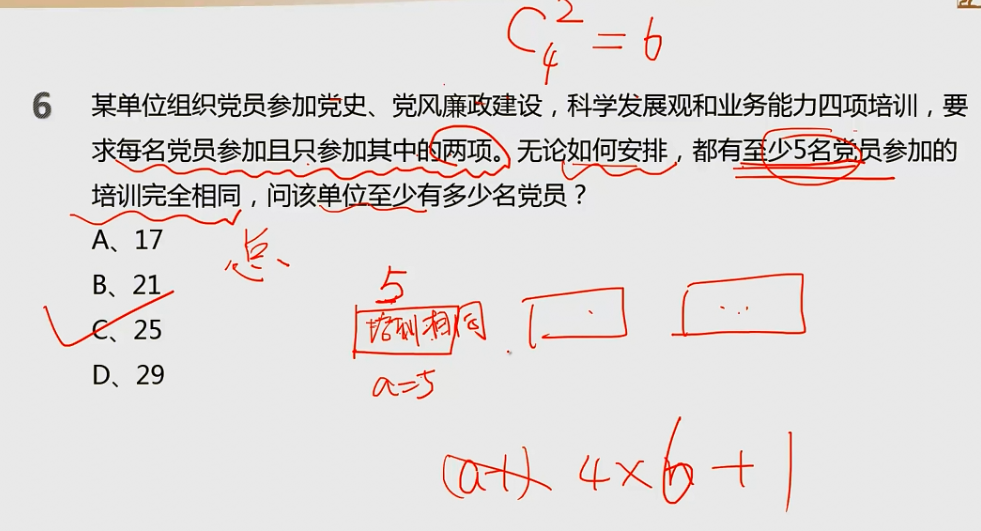 C₄² = 6
6 某单位组织党员参加党史、党风廉政建设，科学发展观和业务能力四项培训，要
求每名党员参加且只参加其中的两项。无论如何安排，都有至少5名党员参加的
培训完全相同，问该单位至少有多少名党员？
A、17
B、21
C、25
D、29
总、
5
培训相同
a=5
(a-1) 4×6+1